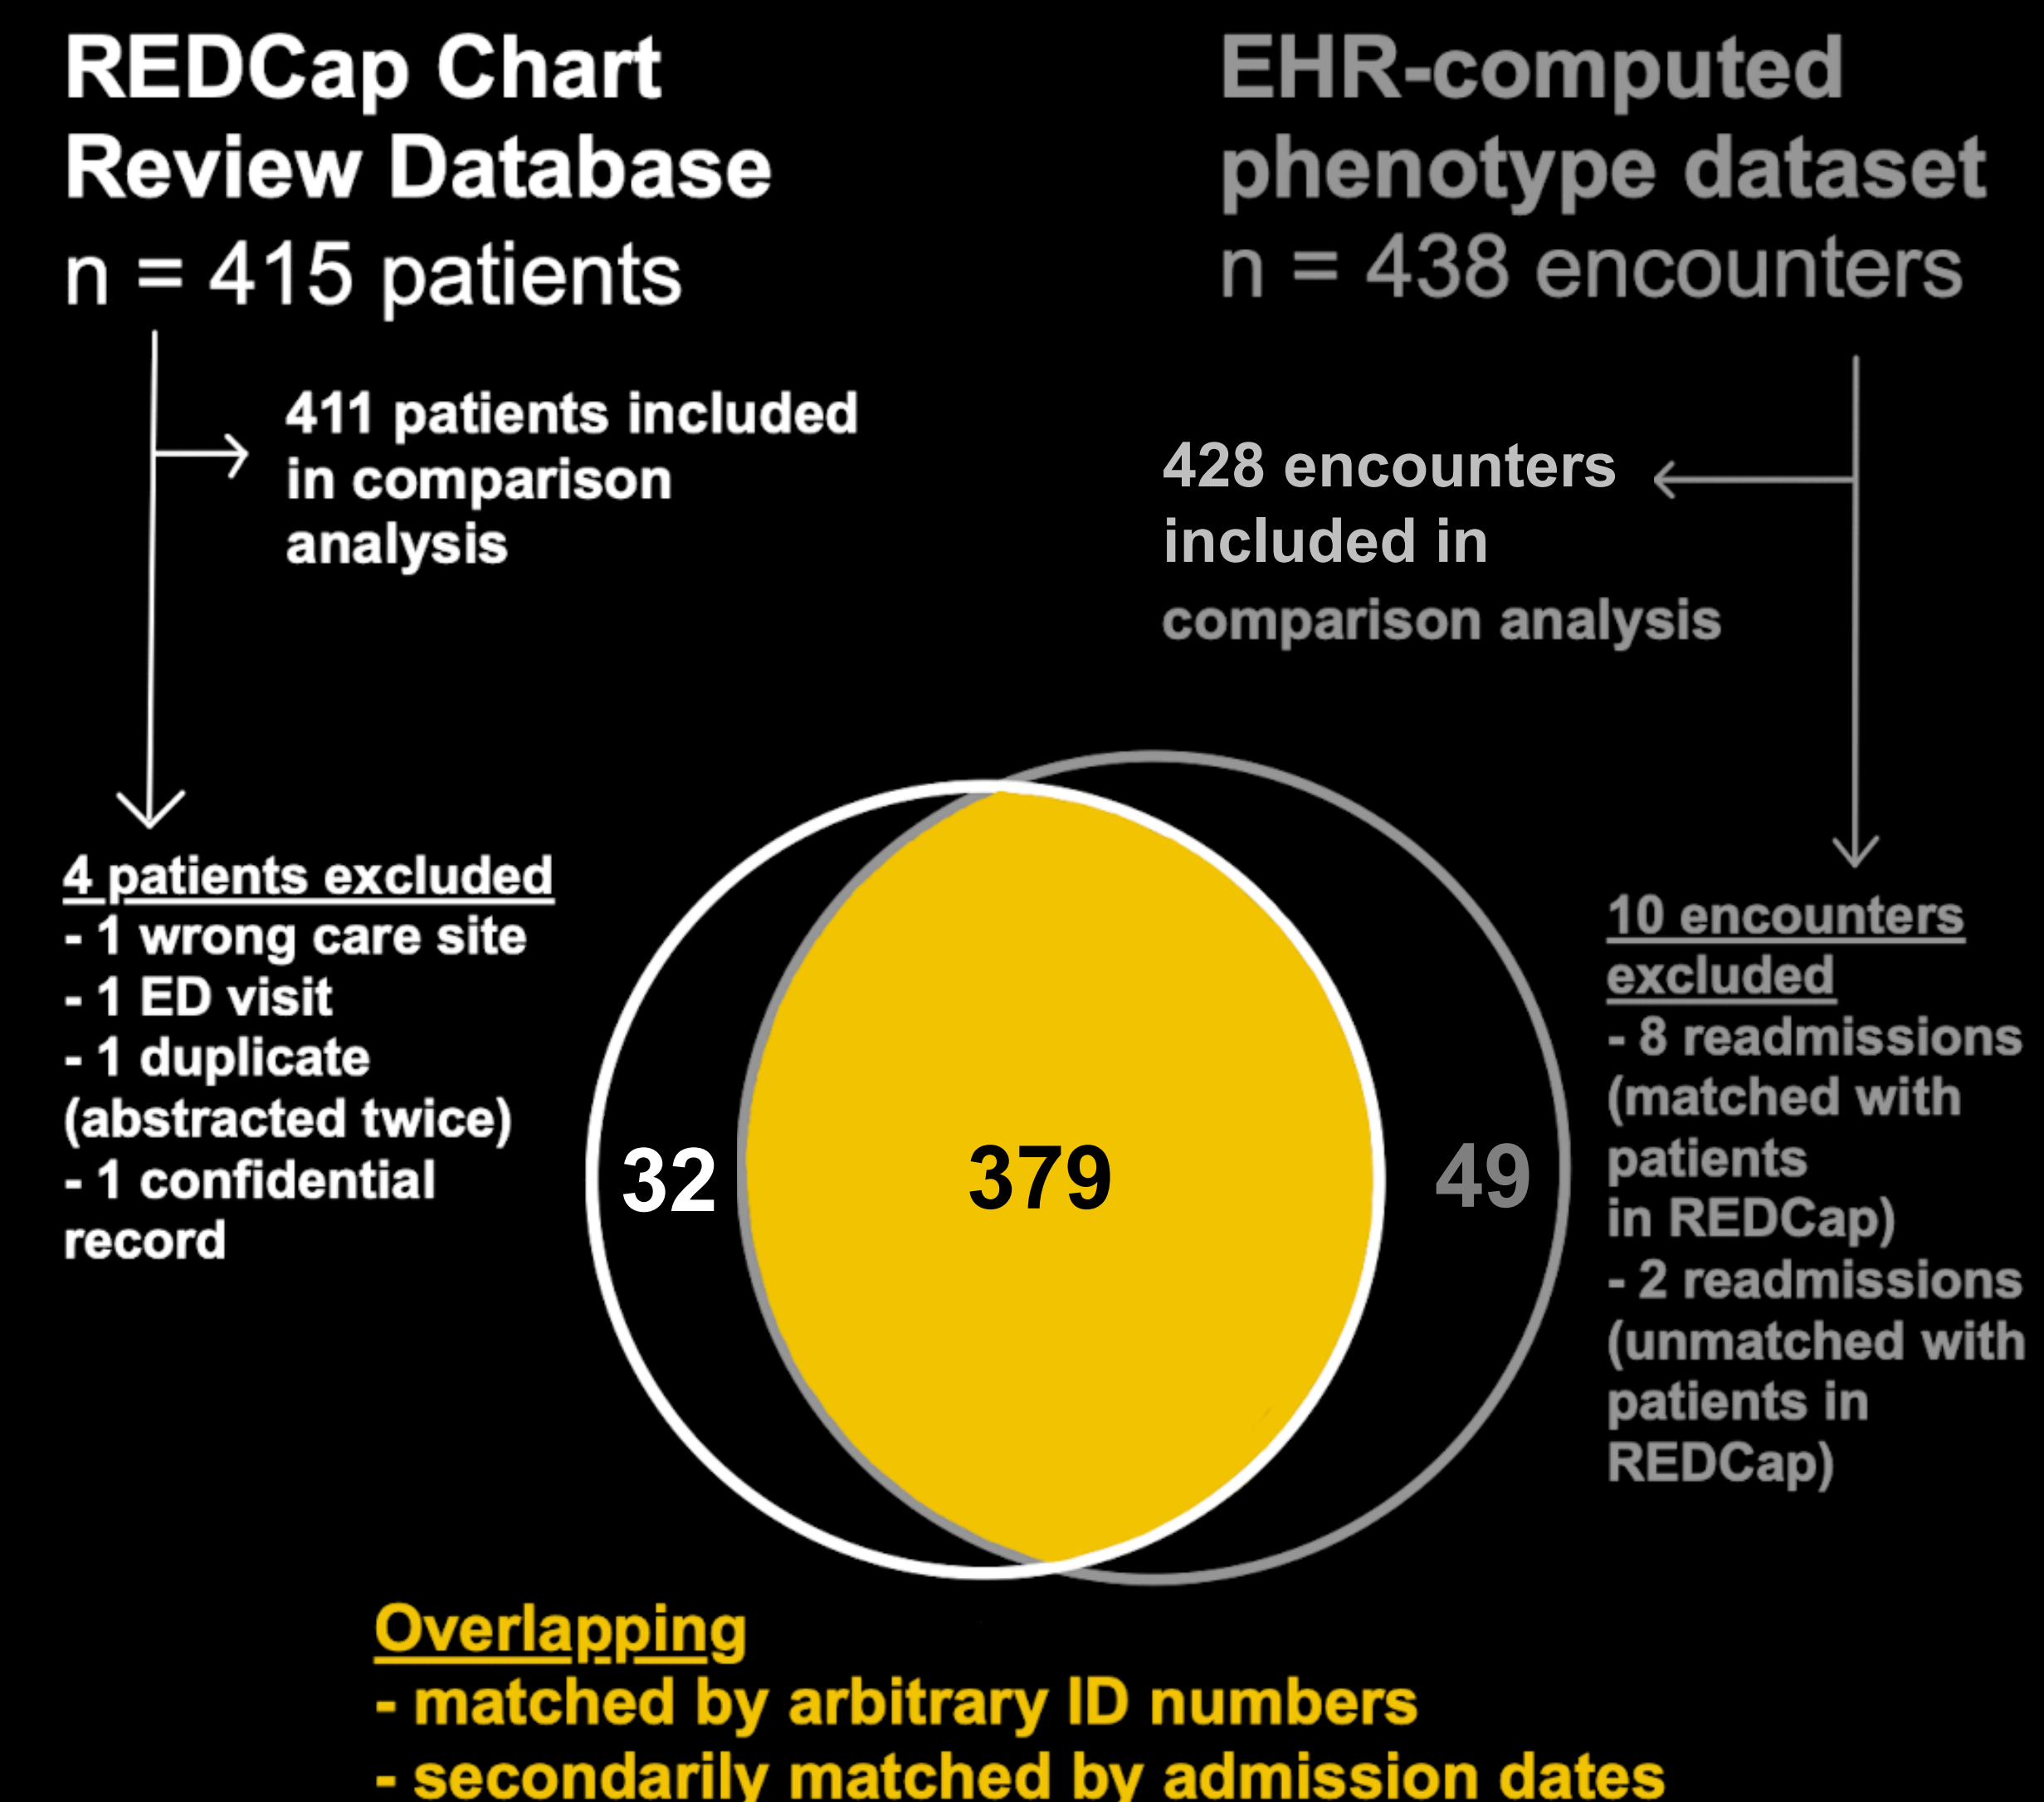 REDCap Chart
Review Database
n = 415 patients
411 patients included
in comparison
analysis
4 patients excluded
- 1 wrong care site
- 1 ED visit
- 1 duplicate
(abstracted twice)
- 1 confidential
record
EHR-computed
phenotype dataset
n = 438 encounters
428 encounters
included in
comparison analysis
10 encounters
excluded
- 8 readmissions
(matched with
patients
in REDCap)
- 2 readmissions
(unmatched with
patients in
REDCap)
32
379
49
Overlapping
- matched by arbitrary ID numbers
- secondarily matched by admission dates